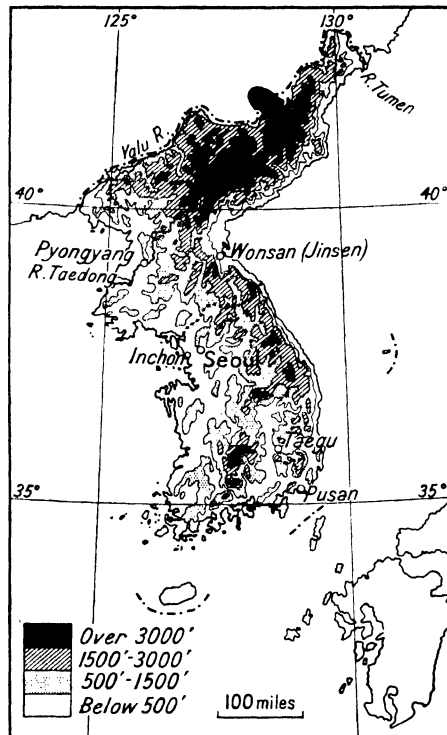 125° 130°
R. Tumen
Yalu R.
40° 40°
Pyongyang
R. Taedong
Wonsan (Jinsen)
Inchon
Seoul
Taegu
35° 35°
Pusan
Over 3000'
1500'-3000'
500'-1500'
Below 500'
100 miles